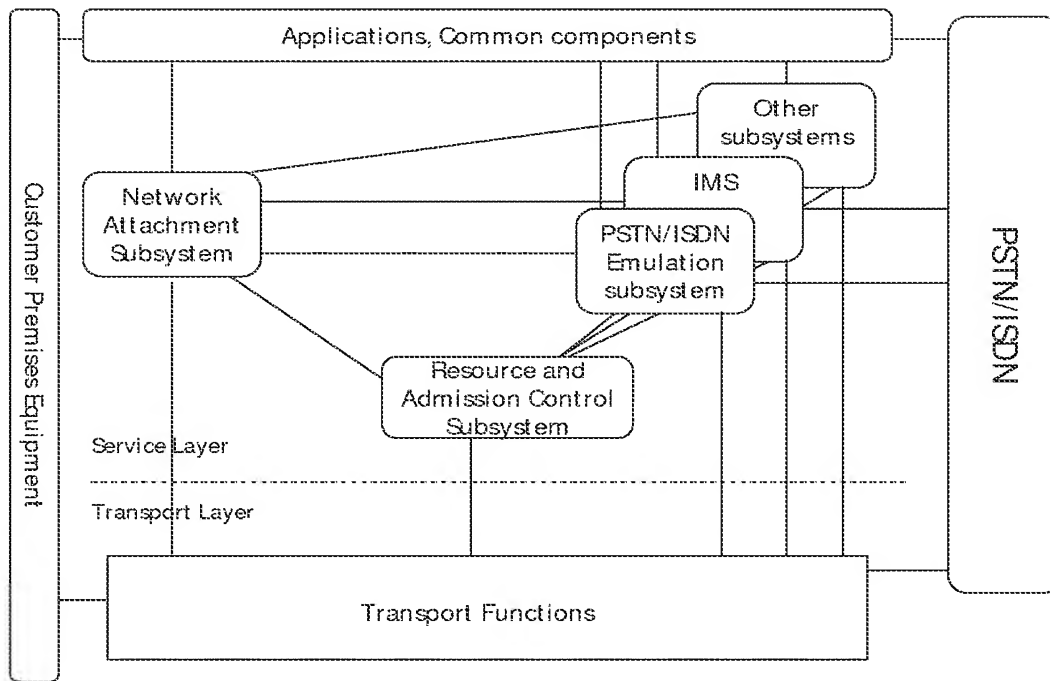 Applications, Common components
Other
subsystems
IMS
Network
Attachment
Subsystem
PSTN/ISDN
Emulation
subsystem
Resource and
Admission Control
Subsystem
Service Layer
Transport Layer
Transport Functions
Customer Premises Equipment
PSTN/ISDN